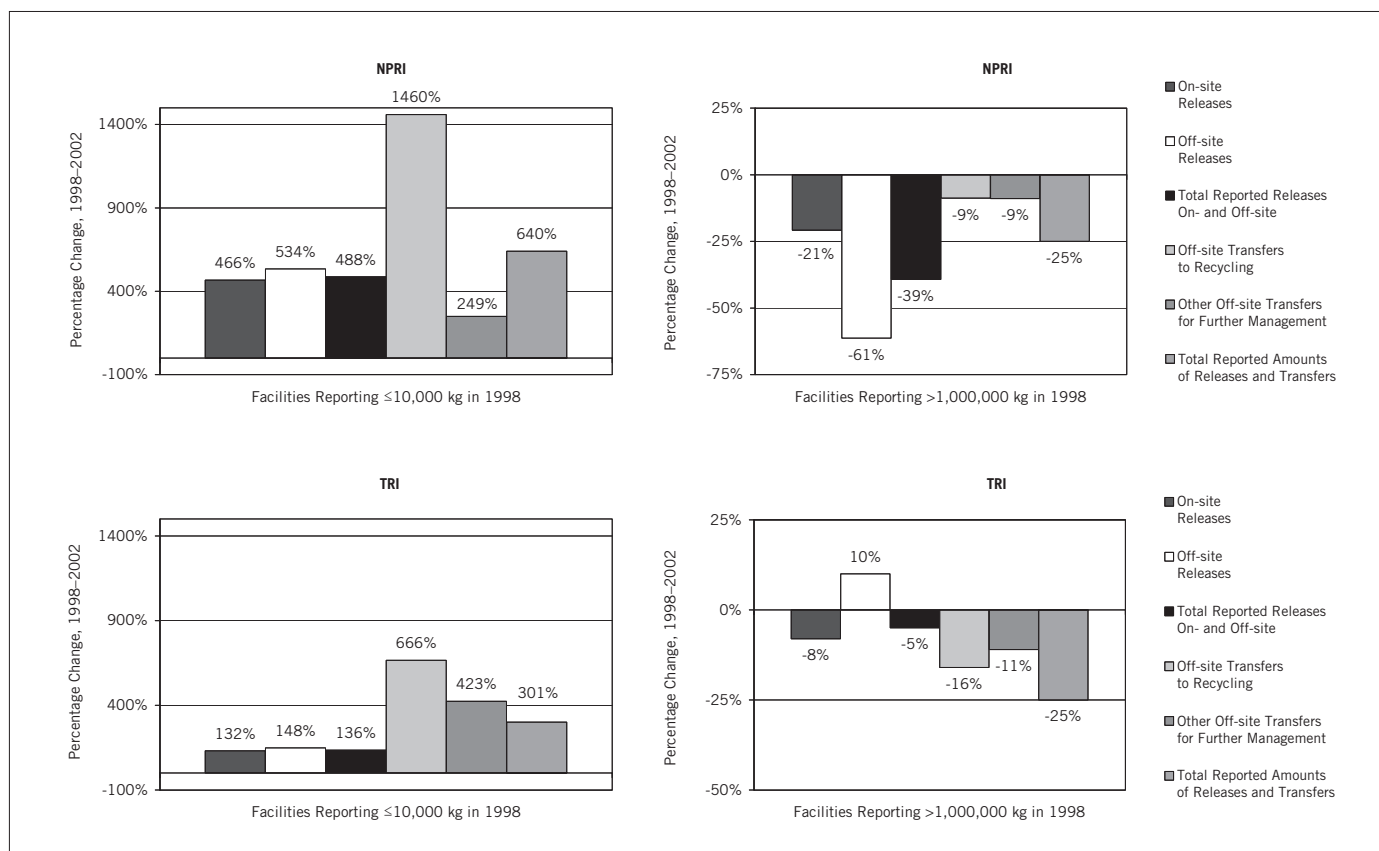 NPRI
Percentage Change, 1998–2002
1400%
900%
400%
-100%
466%
534%
488%
1460%
249%
640%
Facilities Reporting ≤10,000 kg in 1998
NPRI
Percentage Change, 1998–2002
25%
0%
-25%
-50%
-75%
-21%
-61%
-39%
-9%
-9%
-25%
Facilities Reporting >1,000,000 kg in 1998
On-site
Releases
Off-site
Releases
Total Reported Releases
On- and Off-site
Off-site Transfers
to Recycling
Other Off-site Transfers
for Further Management
Total Reported Amounts
of Releases and Transfers
TRI
Percentage Change, 1998–2002
1400%
900%
400%
-100%
132%
148%
136%
666%
423%
301%
Facilities Reporting ≤10,000 kg in 1998
TRI
Percentage Change, 1998–2002
25%
0%
-25%
-50%
-8%
10%
-5%
-16%
-11%
-25%
Facilities Reporting >1,000,000 kg in 1998
On-site
Releases
Off-site
Releases
Total Reported Releases
On- and Off-site
Off-site Transfers
to Recycling
Other Off-site Transfers
for Further Management
Total Reported Amounts
of Releases and Transfers